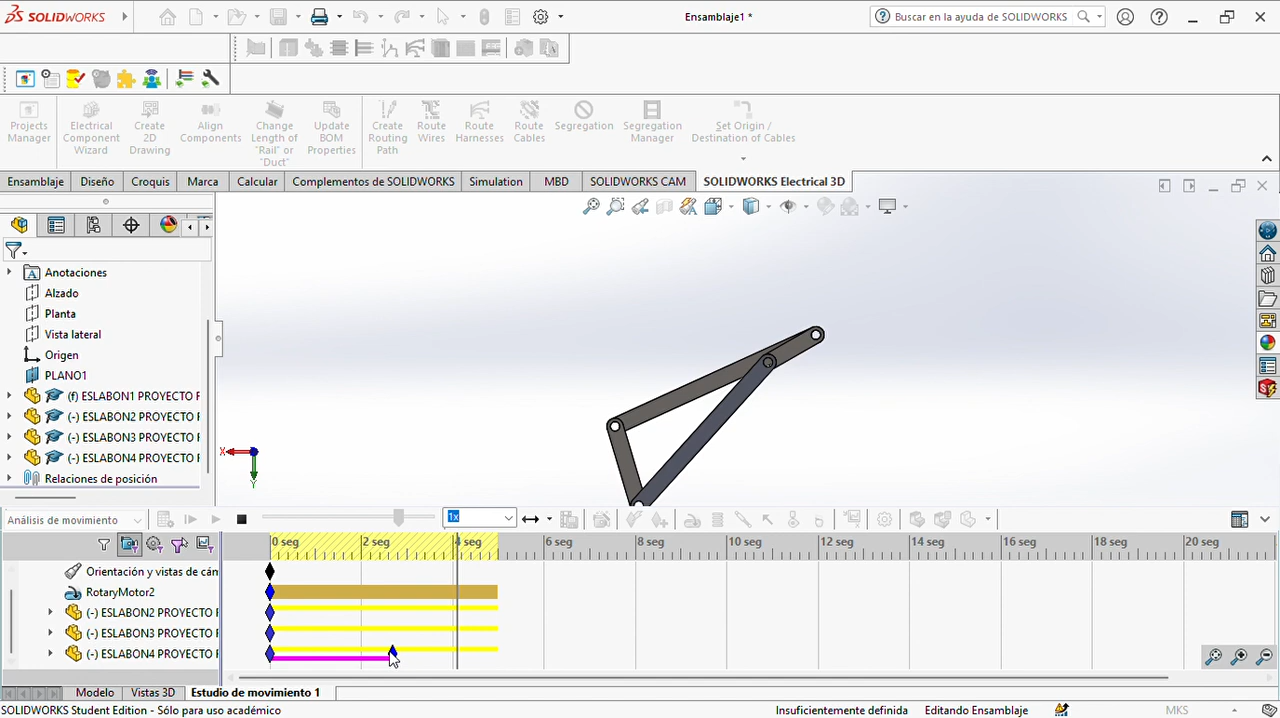 SOLIDWORKS
Ensamblaje1 *
Buscar en la ayuda de SOLIDWORKS
Projects Manager
Electrical Component Wizard
Create 2D Drawing
Align Components
Change Length of "Rail" or "Duct"
Update BOM Properties
Create Routing Path
Route Wires
Route Harnesses
Route Cables
Segregation
Segregation Manager
Set Origin / Destination of Cables
Ensamblaje
Diseño
Croquis
Marca
Calcular
Complementos de SOLIDWORKS
Simulation
MBD
SOLIDWORKS CAM
SOLIDWORKS Electrical 3D
Anotaciones
Alzado
Planta
Vista lateral
Origen
PLANO1
(f) ESLABON1 PROYECTO F
(-) ESLABON2 PROYECTO F
(-) ESLABON3 PROYECTO F
(-) ESLABON4 PROYECTO F
Relaciones de posición
X
Y
Análisis de movimiento
1x
0 seg
2 seg
4 seg
6 seg
8 seg
10 seg
12 seg
14 seg
16 seg
18 seg
20 seg
Orientación y vistas de cám
RotaryMotor2
(-) ESLABON2 PROYECTO F
(-) ESLABON3 PROYECTO F
(-) ESLABON4 PROYECTO F
Modelo
Vistas 3D
Estudio de movimiento 1
SOLIDWORKS Student Edition - Sólo para uso académico
Insuficientemente definida
Editando Ensamblaje
MKS